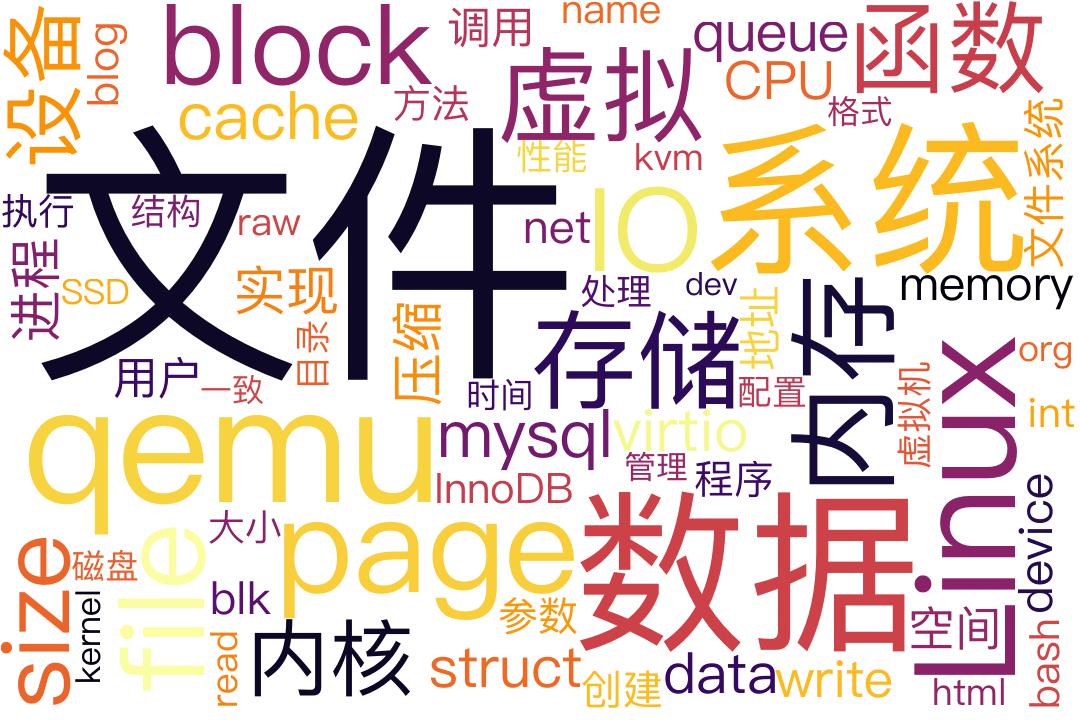 设备
blog
block
调用
name
queue
函数
cache
方法
虚拟
CPU
格式
性能
kvm
文件
系统
文件系统
执行
结构
raw
net
IO
进程
SSD
实现
目录
压缩
处理
dev
地址
memory
内存
用户
一致
时间
存储
配置
虚拟机
Linux
org
int
qemu
mysql
virtio
InnoDB
管理
程序
大小
page
数据
device
size
磁盘
kernel
file
blk
read
内核
参数
struct
创建
data
write
空间
html
bash